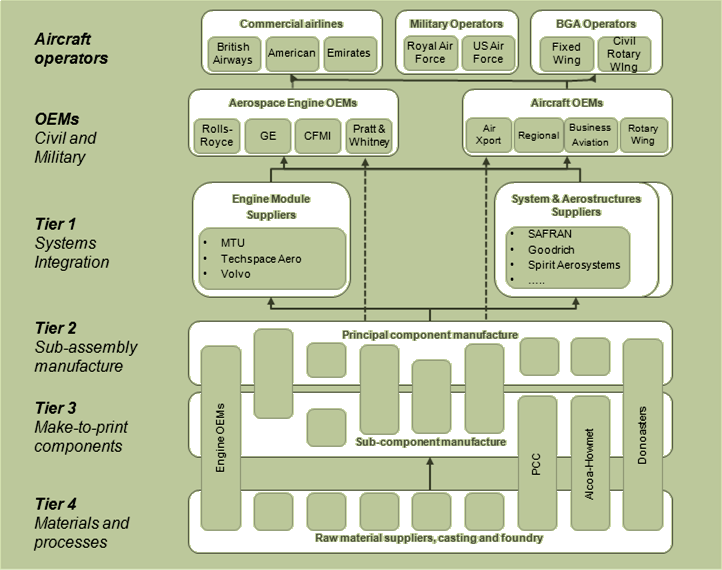 Aircraft
operators
Commercial airlines
British
Airways
American
Emirates
Military Operators
Royal Air
Force
US Air
Force
BGA Operators
Fixed
Wing
Civil
Rotary
WIng
OEMs
Civil and
Military
Aerospace Engine OEMs
Rolls-
Royce
GE
CFMI
Pratt &
Whitney
Aircraft OEMs
Air
Xport
Regional
Business
Aviation
Rotary
Wing
Tier 1
Systems
Integration
Engine Module
Suppliers
• MTU
• Techspace Aero
• Volvo
System & Aerostructures
Suppliers
• SAFRAN
• Goodrich
• Spirit Aerosystems
• …..
Tier 2
Sub-assembly
manufacture
Principal component manufacture
Tier 3
Make-to-print
components
Sub-component manufacture
Engine OEMs
PCC
Alcoa-Howmet
Donoasters
Tier 4
Materials and
processes
Raw material suppliers, casting and foundry